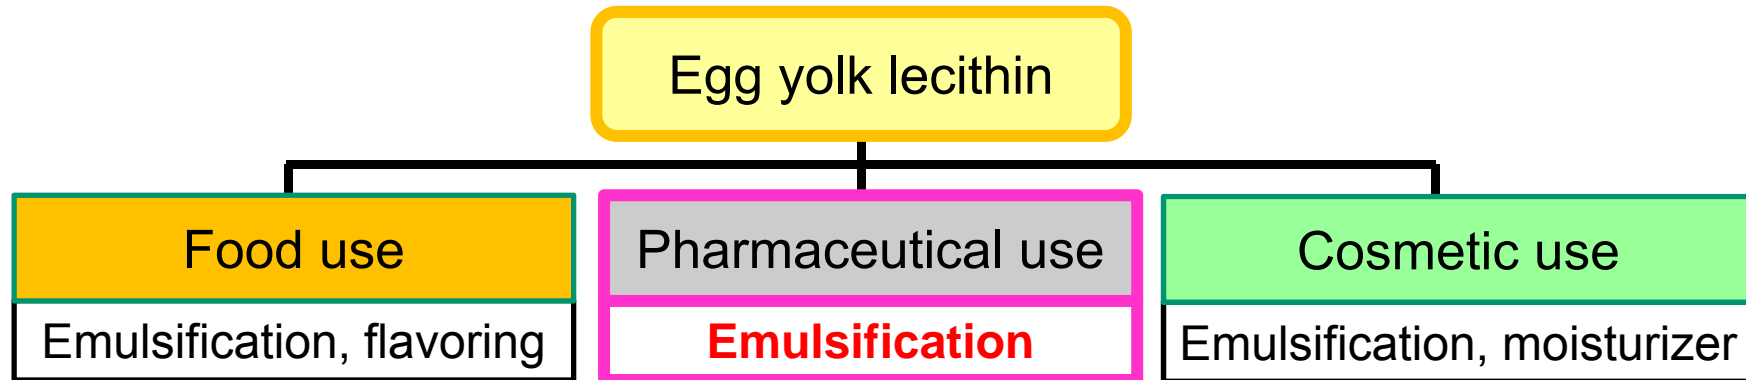 Egg yolk lecithin
Food use
Pharmaceutical use
Cosmetic use
Emulsification, flavoring
Emulsification
Emulsification, moisturizer